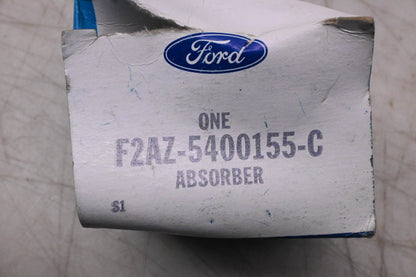 Ford
ONE
F2AZ-5400155-C
ABSORBER
S1